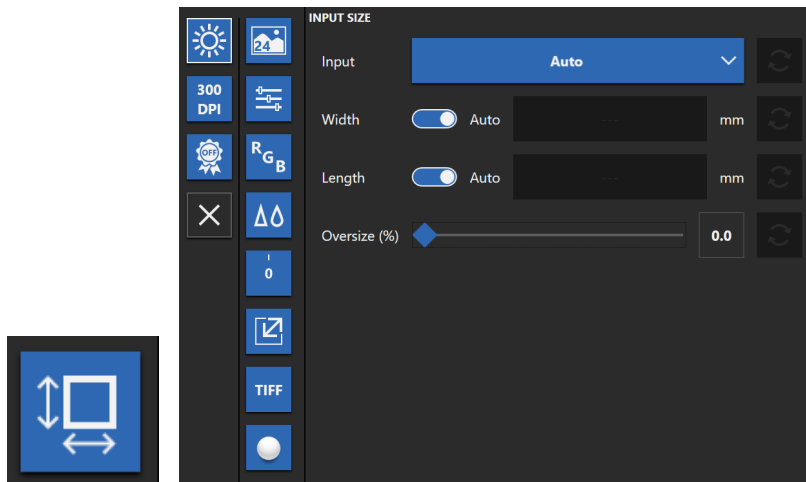 INPUT SIZE
24
Input
Auto
300
DPI
Width
Auto
---
mm
OFF
RGB
Length
Auto
---
mm
Oversize (%)
0.0
0
TIFF